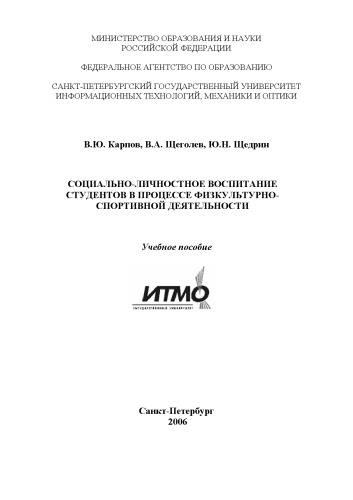 МИНИСТЕРСТВО ОБРАЗОВАНИЯ И НАУКИ
РОССИЙСКОЙ ФЕДЕРАЦИИ
ФЕДЕРАЛЬНОЕ АГЕНТСТВО ПО ОБРАЗОВАНИЮ
САНКТ-ПЕТЕРБУРГСКИЙ ГОСУДАРСТВЕННЫЙ УНИВЕРСИТЕТ
ИНФОРМАЦИОННЫХ ТЕХНОЛОГИЙ, МЕХАНИКИ И ОПТИКИ
В.Ю. Карпов, В.А. Щеголев, Ю.Н. Щедрин
СОЦИАЛЬНО-ЛИЧНОСТНОЕ ВОСПИТАНИЕ
СТУДЕНТОВ В ПРОЦЕССЕ ФИЗКУЛЬТУРНО-
СПОРТИВНОЙ ДЕЯТЕЛЬНОСТИ
Учебное пособие
ИТМО
ГОСУДАРСТВЕННЫЙ УНИВЕРСИТЕТ
Санкт-Петербург
2006